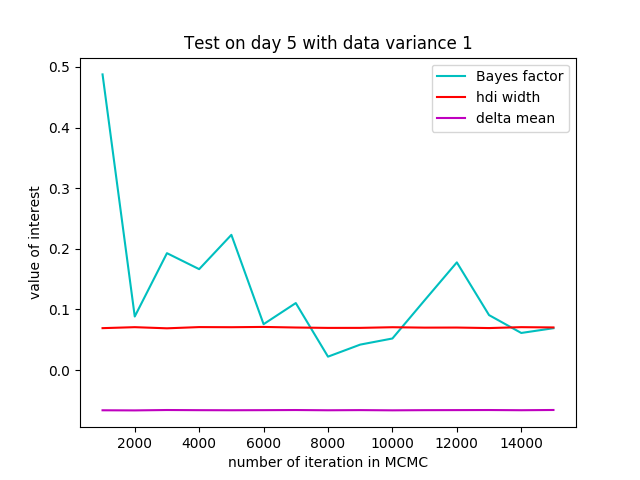 Test on day 5 with data variance 1
Bayes factor
hdi width
delta mean
value of interest
0.5
0.4
0.3
0.2
0.1
0.0
2000 4000 6000 8000 10000 12000 14000
number of iteration in MCMC